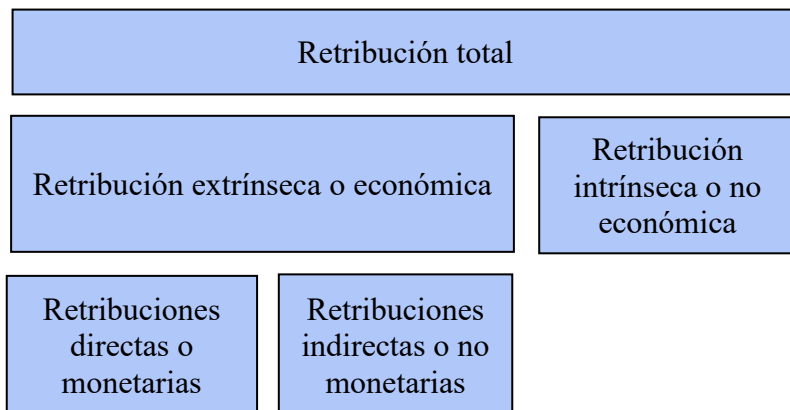 Retribución total
Retribución extrínseca o económica
Retribución
intrínseca o no
económica
Retribuciones
directas o
monetarias
Retribuciones
indirectas o no
monetarias